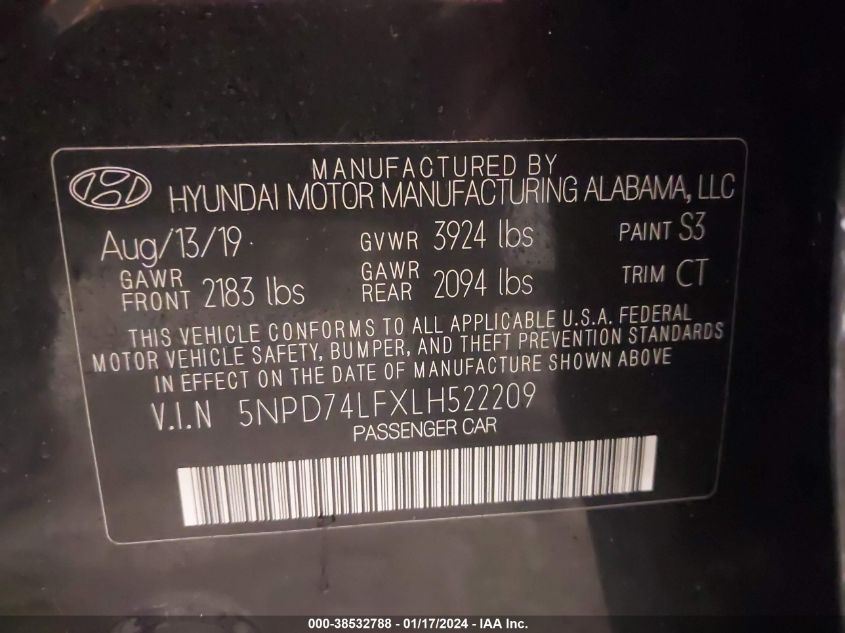 MANUFACTURED BY
HYUNDAI MOTOR MANUFACTURING ALABAMA, LLC
Aug/13/19 GVWR 3924 lbs PAINT S3
GAWR FRONT 2183 lbs GAWR REAR 2094 lbs TRIM CT
THIS VEHICLE CONFORMS TO ALL APPLICABLE U.S.A. FEDERAL
MOTOR VEHICLE SAFETY, BUMPER, AND THEFT PREVENTION STANDARDS
IN EFFECT ON THE DATE OF MANUFACTURE SHOWN ABOVE
V.I.N 5NPD74LFXLH522209
PASSENGER CAR
000-38532788 - 01/17/2024 - IAA Inc.